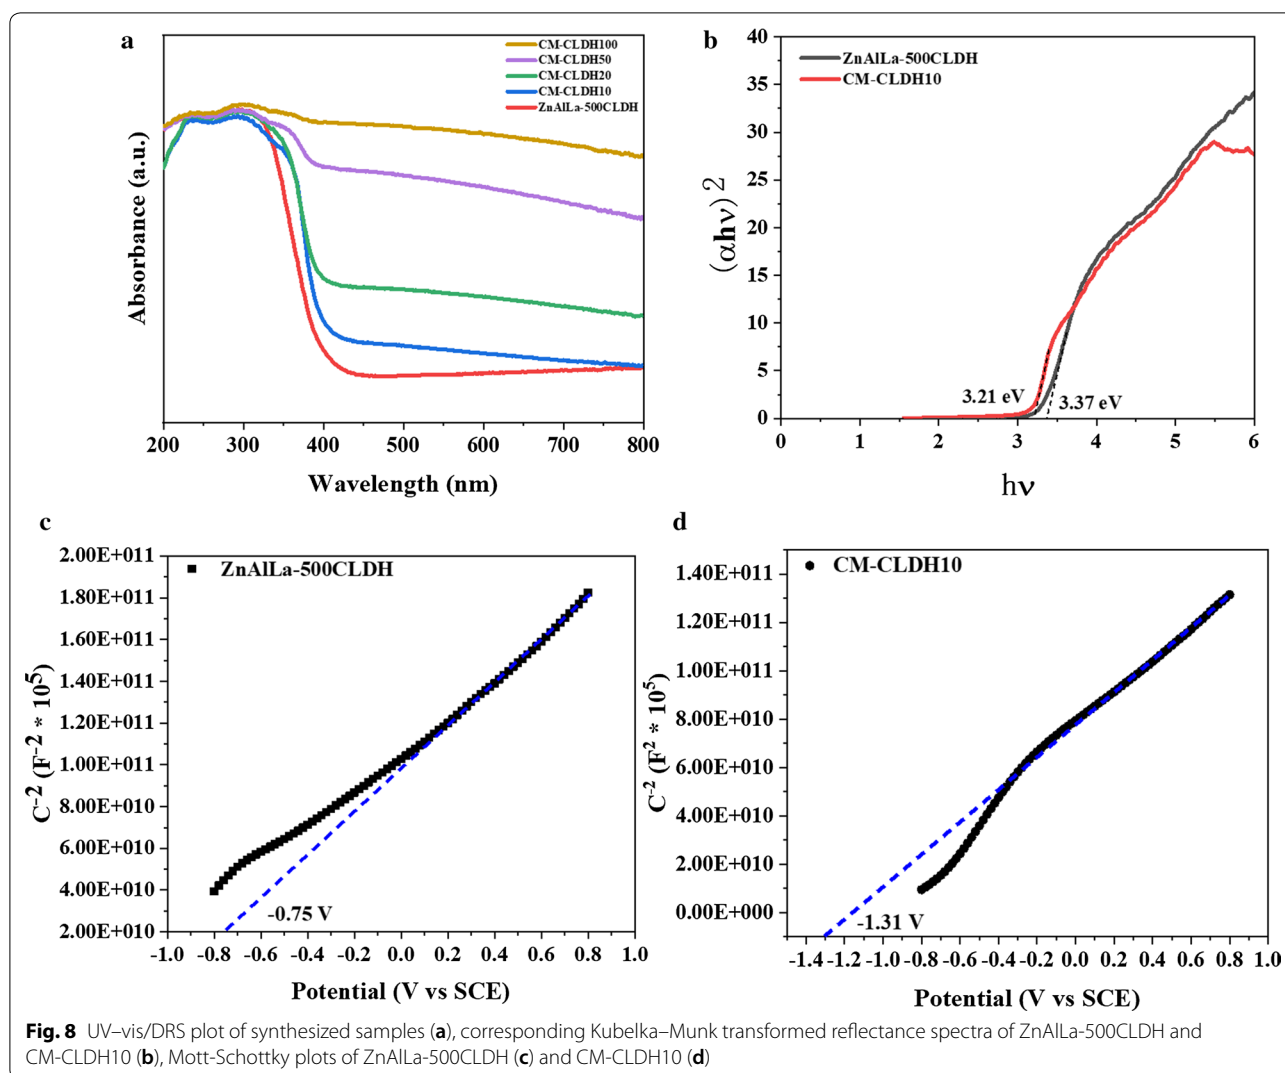 a
CM-CLDH100
CM-CLDH50
CM-CLDH20
CM-CLDH10
ZnAlLa-500CLDH
Absorbance (a.u.)
200 300 400 500 600 700 800
Wavelength (nm)
b
ZnAlLa-500CLDH
CM-CLDH10
40
35
30
25
20
15
10
5
0
(αhν)2
3.21 eV
3.37 eV
0 1 2 3 4 5 6
hν
c
ZnAlLa-500CLDH
2.00E+011
1.80E+011
1.60E+011
1.40E+011
1.20E+011
1.00E+011
8.00E+010
6.00E+010
4.00E+010
2.00E+010
C-2 (F-2 * 105)
-0.75 V
-1.0 -0.8 -0.6 -0.4 -0.2 0.0 0.2 0.4 0.6 0.8 1.0
Potential (V vs SCE)
d
CM-CLDH10
1.40E+011
1.20E+011
1.00E+011
8.00E+010
6.00E+010
4.00E+010
2.00E+010
0.00E+000
C-2 (F2 * 105)
-1.31 V
-1.4 -1.2 -1.0 -0.8 -0.6 -0.4 -0.2 0.0 0.2 0.4 0.6 0.8 1.0
Potential (V vs SCE)
Fig. 8 UV–vis/DRS plot of synthesized samples (a), corresponding Kubelka–Munk transformed reflectance spectra of ZnAlLa-500CLDH and
CM-CLDH10 (b), Mott-Schottky plots of ZnAlLa-500CLDH (c) and CM-CLDH10 (d)